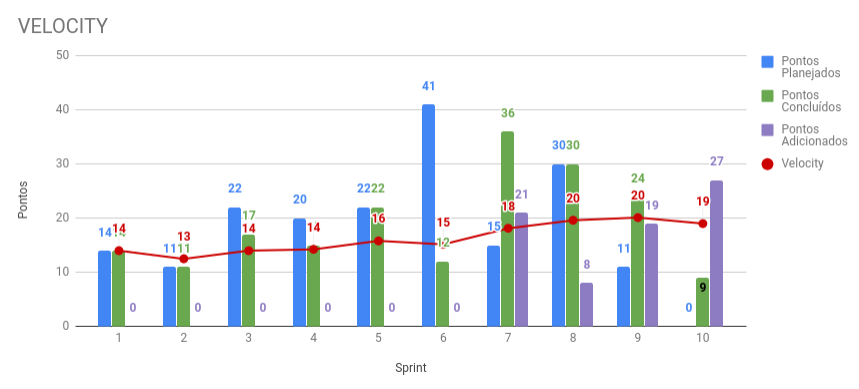 VELOCITY
50
40
30
20
10
0
Pontos
14 14
11 11 0
22 17 0
20 0
22 22 0
41 12 0
15 36 21
30 30 8
11 24 19
0 9 27
14 13 14 14 16 15 18 20 20 19
0
1 2 3 4 5 6 7 8 9 10
Sprint
Pontos
Planejados
Pontos
Concluídos
Pontos
Adicionados
Velocity